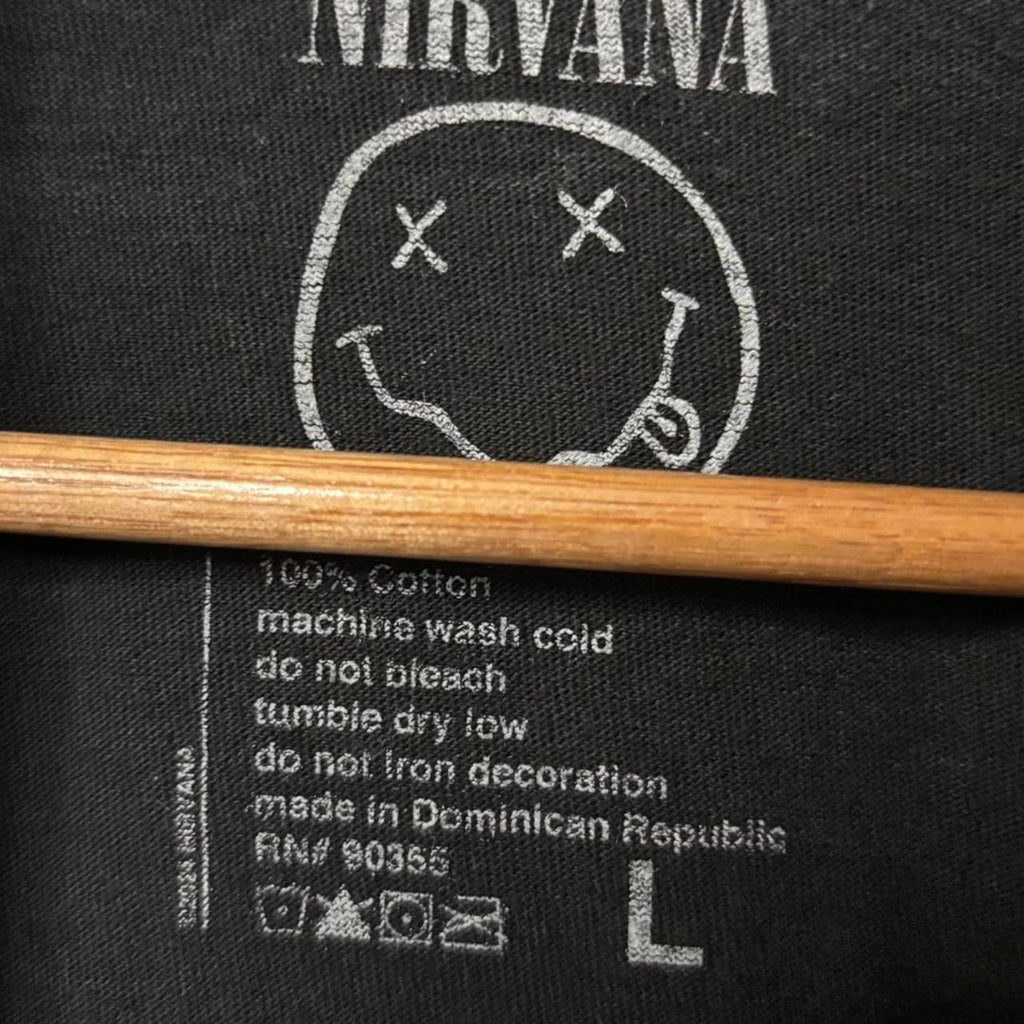 NIRVANA
100% Cotton
machine wash cold
do not bleach
tumble dry low
do not iron decoration
made in Dominican Republic
RN# 90355
L
NIRVANA